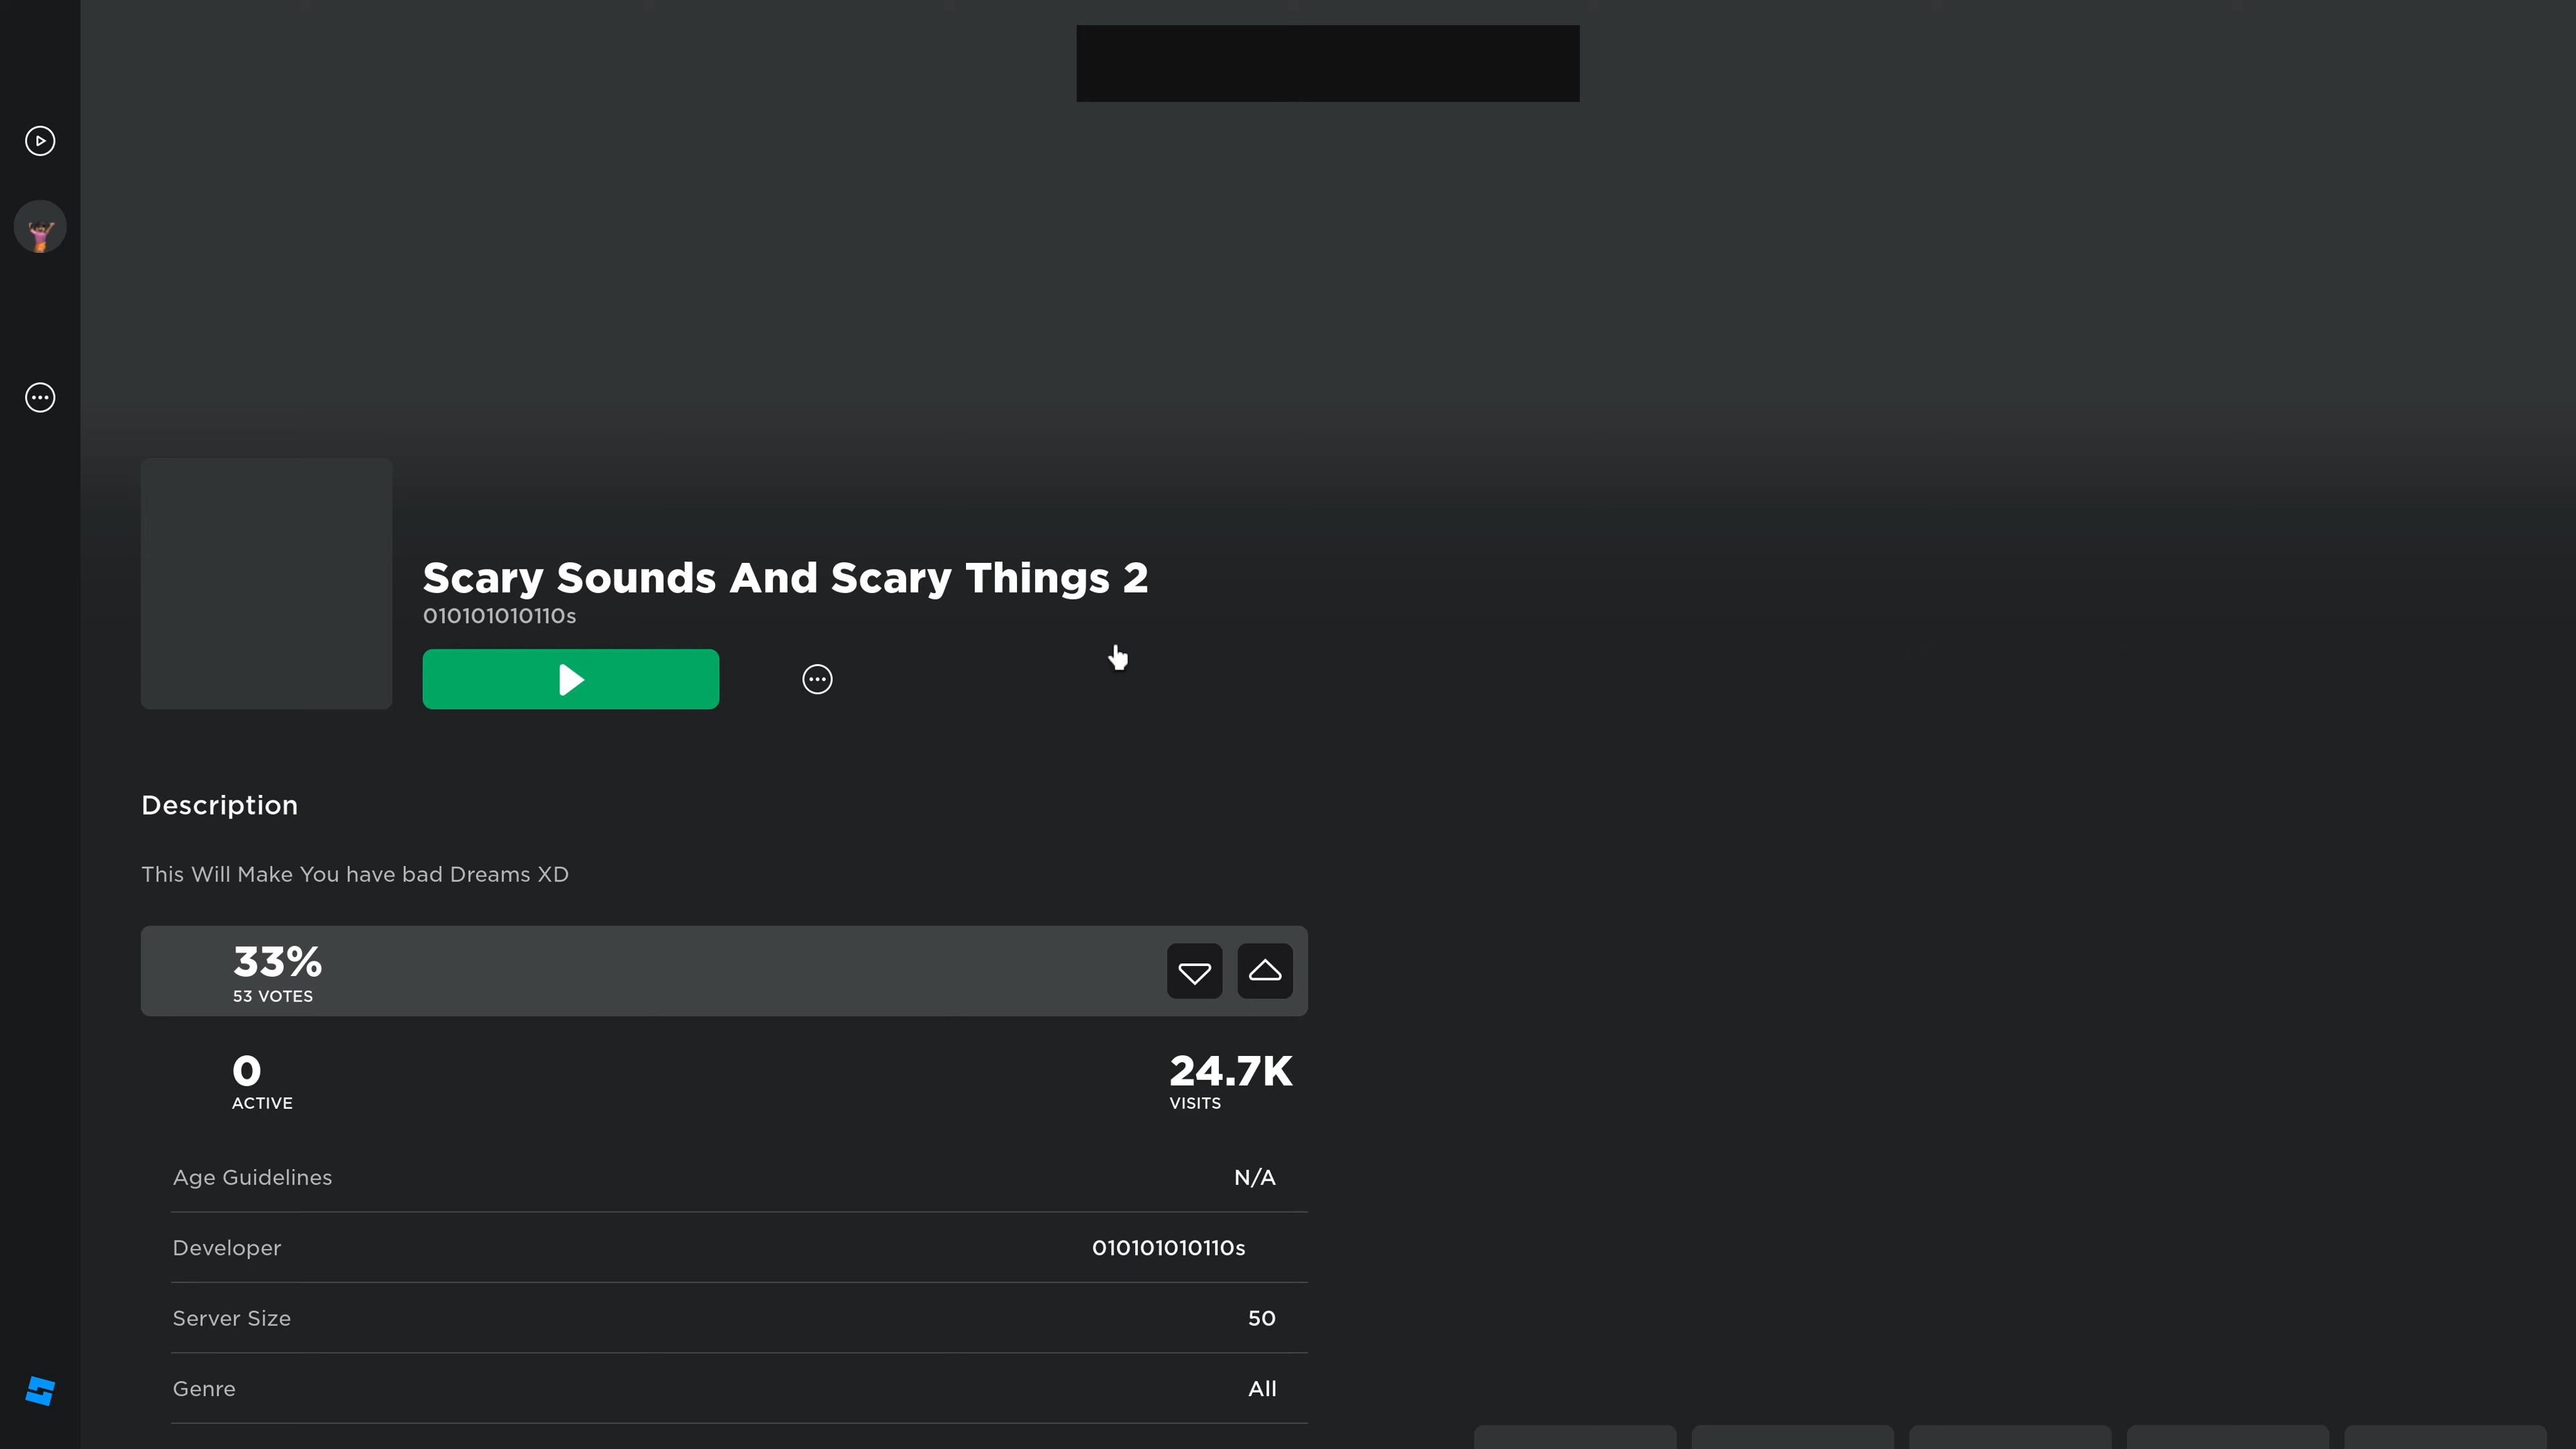 Scary Sounds And Scary Things 2
010101010110s
Description
This Will Make You have bad Dreams XD
33%
53 VOTES
0
ACTIVE
24.7K
VISITS
Age Guidelines N/A
Developer 010101010110s
Server Size 50
Genre All